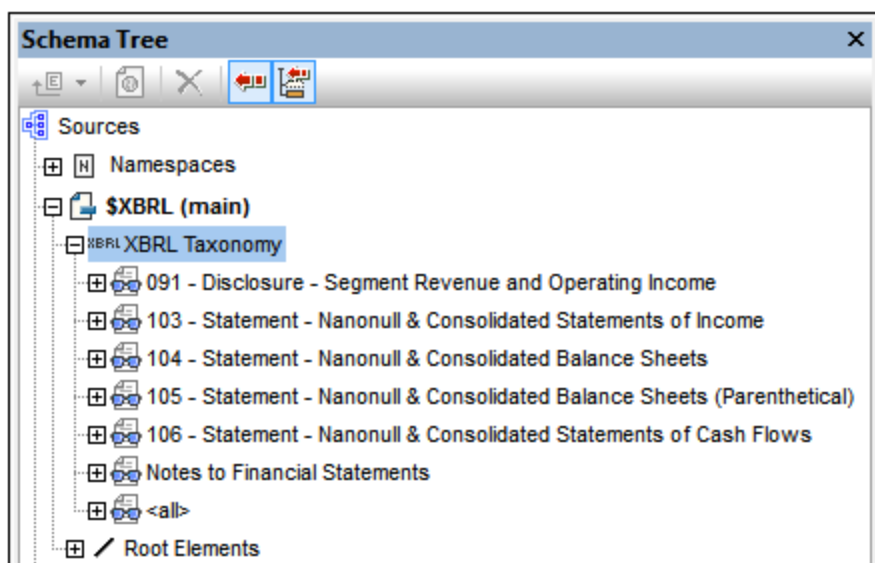 Schema Tree
E
Sources
N Namespaces
$XBRL (main)
XBRL XBRL Taxonomy
091 - Disclosure - Segment Revenue and Operating Income
103 - Statement - Nanonull & Consolidated Statements of Income
104 - Statement - Nanonull & Consolidated Balance Sheets
105 - Statement - Nanonull & Consolidated Balance Sheets (Parenthetical)
106 - Statement - Nanonull & Consolidated Statements of Cash Flows
Notes to Financial Statements
<all>
Root Elements